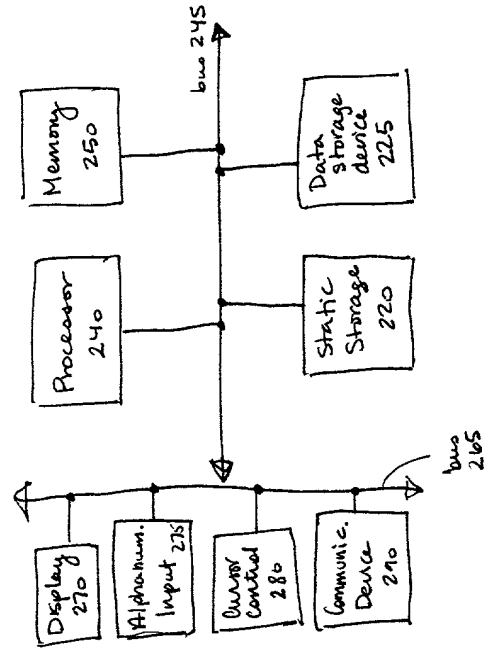 Memory
250
bus 245
Processor
240
Data
storage
device
225
Static
Storage
220
bus
265
Display
270
Alphanum.
Input 275
Cursor
Control
280
Communic.
Device
290